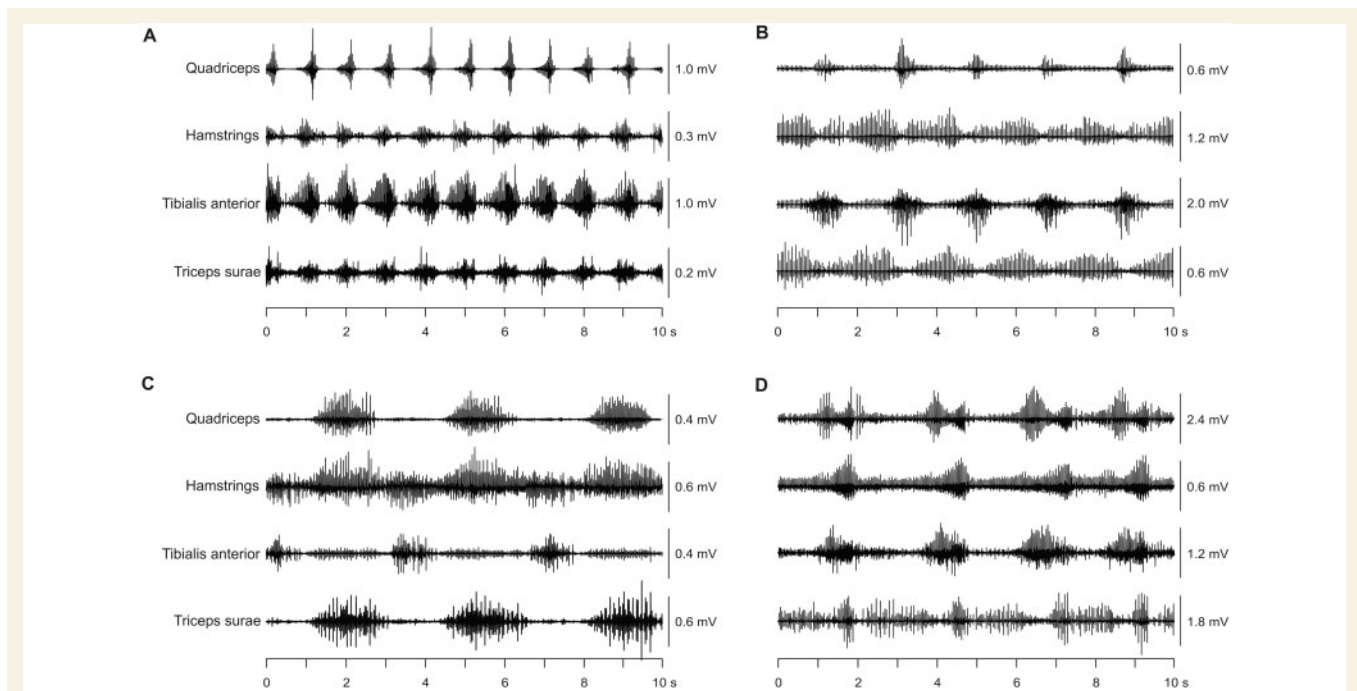 A
B
Quadriceps
1.0 mV
0.6 mV
Hamstrings
0.3 mV
1.2 mV
Tibialis anterior
1.0 mV
2.0 mV
Triceps surae
0.2 mV
0.6 mV
0 2 4 6 8 10 s
0 2 4 6 8 10 s
C
D
Quadriceps
0.4 mV
2.4 mV
Hamstrings
0.6 mV
0.6 mV
Tibialis anterior
0.4 mV
1.2 mV
Triceps surae
0.6 mV
1.8 mV
0 2 4 6 8 10 s
0 2 4 6 8 10 s